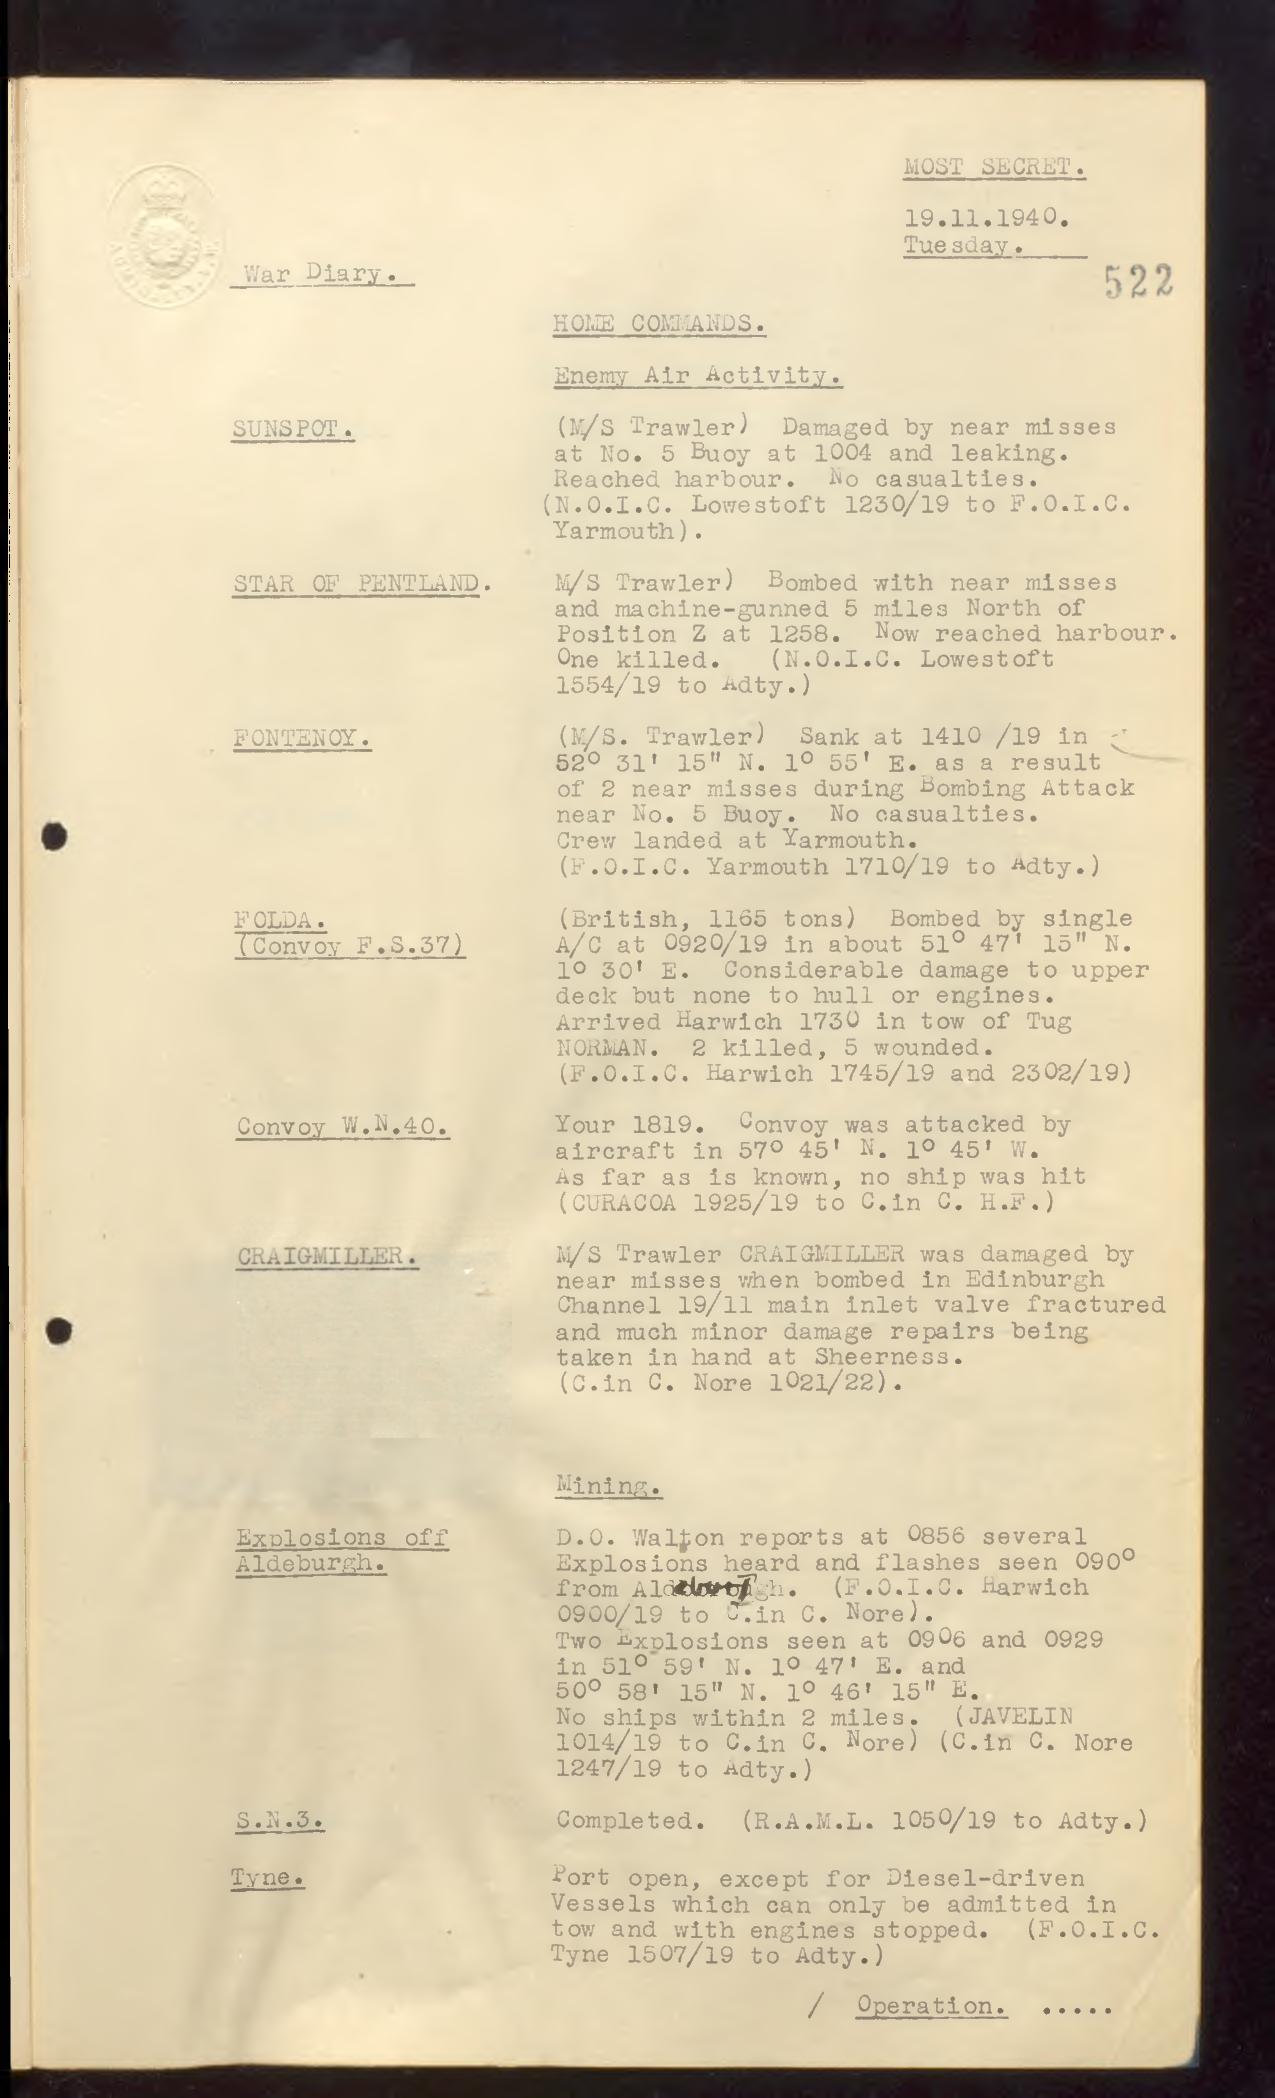 MOST SECRET.
19.11.1940.
Tuesday.
522
War Diary.
HOME COMMANDS.
Enemy Air Activity.
SUNSPOT.
(M/S Trawler) Damaged by near misses
at No. 5 Buoy at 1004 and leaking.
Reached harbour. No casualties.
(N.O.I.C. Lowestoft 1230/19 to F.O.I.C.
Yarmouth).
STAR OF PENTLAND.
M/S Trawler) Bombed with near misses
and machine-gunned 5 miles North of
Position Z at 1258. Now reached harbour.
One killed. (N.O.I.C. Lowestoft
1554/19 to Adty.)
FONTENOY.
(M/S. Trawler) Sank at 1410 /19 in
52° 31' 15" N. 1° 55' E. as a result
of 2 near misses during Bombing Attack
near No. 5 Buoy. No casualties.
Crew landed at Yarmouth.
(F.O.I.C. Yarmouth 1710/19 to Adty.)
FOLDA.
(Convoy F.S.37)
(British, 1165 tons) Bombed by single
A/C at 0920/19 in about 51° 47' 15" N.
1° 30' E. Considerable damage to upper
deck but none to hull or engines.
Arrived Harwich 1730 in tow of Tug
NORMAN. 2 killed, 5 wounded.
(F.O.I.C. Harwich 1745/19 and 2302/19)
Convoy W.N.40.
Your 1819. Convoy was attacked by
aircraft in 57° 45' N. 1° 45' W.
As far as is known, no ship was hit
(CURACOA 1925/19 to C.in C. H.F.)
CRAIGMILLER.
M/S Trawler CRAIGMILLER was damaged by
near misses when bombed in Edinburgh
Channel 19/11 main inlet valve fractured
and much minor damage repairs being
taken in hand at Sheerness.
(C.in C. Nore 1021/22).
Mining.
Explosions off
Aldeburgh.
D.O. Walton reports at 0856 several
Explosions heard and flashes seen 090°
from (F.O.I.C. Harwich
0900/19 to C.in C. Nore).
Two Explosions seen at 0906 and 0929
in 51° 59' N. 1° 47' E. and
50° 58' 15" N. 1° 46' 15" E.
No ships within 2 miles. (JAVELIN
1014/19 to C.in C. Nore) (C.in C. Nore
1247/19 to Adty.)
S.N.3.
Completed. (R.A.M.L. 1050/19 to Adty.)
Tyne.
Port open, except for Diesel-driven
Vessels which can only be admitted in
tow and with engines stopped. (F.O.I.C.
Tyne 1507/19 to Adty.)
/ Operation. .....